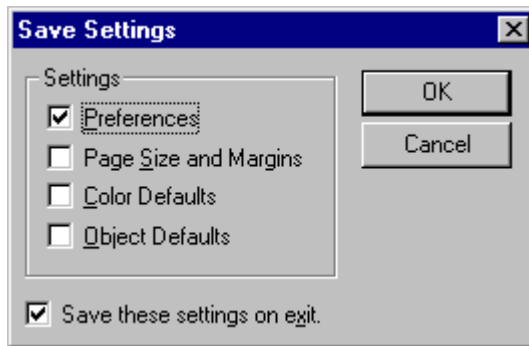 Save Settings
Settings
Preferences
Page Size and Margins
Color Defaults
Object Defaults
OK
Cancel
Save these settings on exit.